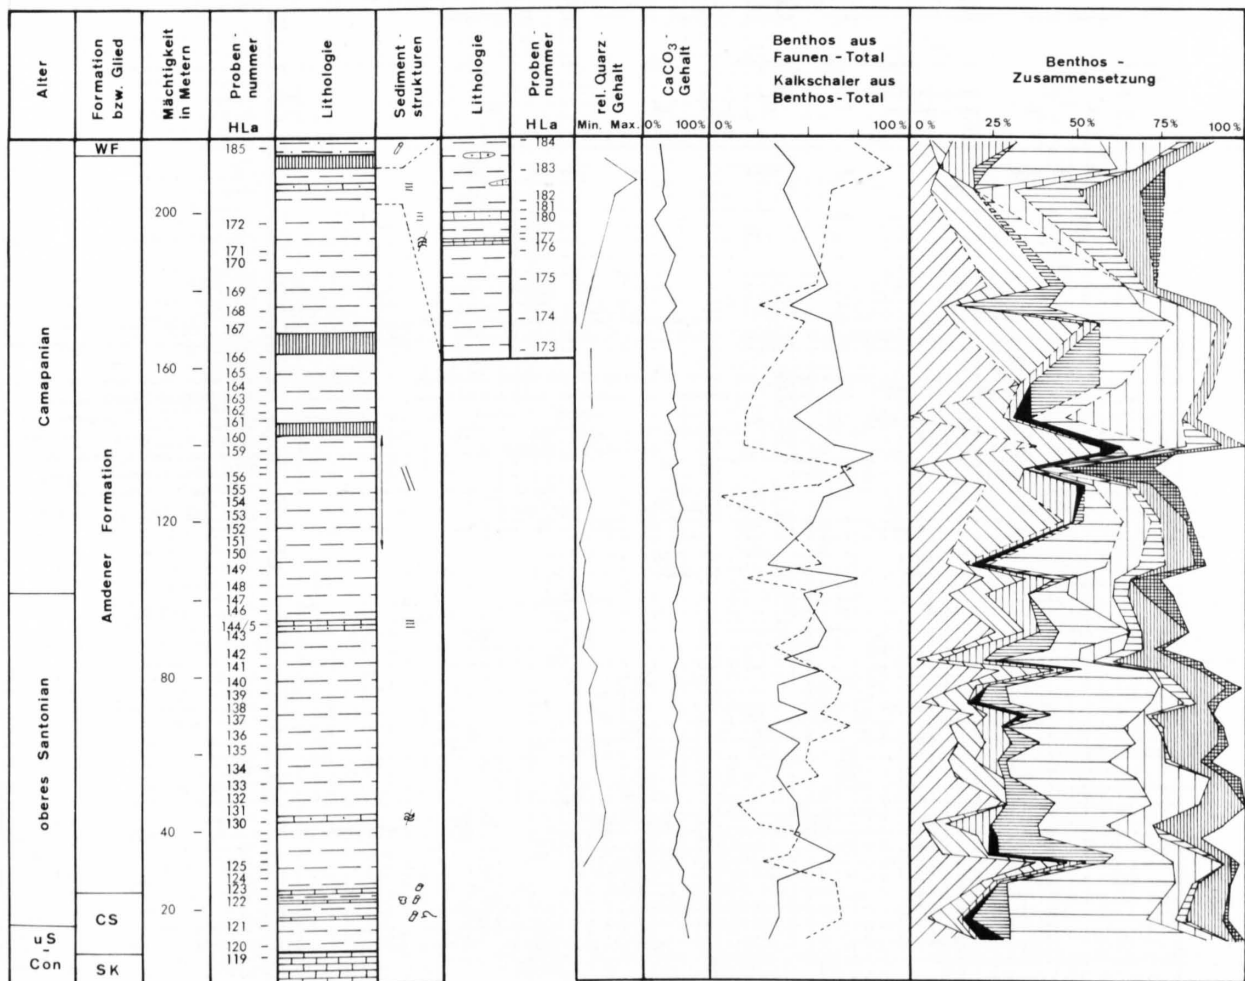 Alter
Formation
bzw. Glied
Mächtigkeit
in Metern
Proben-
nummer
HLa
Lithologie
Sediment-
strukturen
Lithologie
Proben-
nummer
HLa
rel. Quarz-
Gehalt
Min. Max.
CaCO3-
Gehalt
0% 100%
Benthos aus
Faunen - Total
Kalkschaler aus
Benthos - Total
0% 100%
Benthos -
Zusammensetzung
0% 25% 50% 75% 100%
Camapanian
oberes Santonian
uS
-
Con
WF
Amdener Formation
CS
SK
200
160
120
80
40
20
185
172
171
170
169
168
167
166
165
164
163
162
161
160
159
156
155
154
153
152
151
150
149
148
147
146
144/5
143
142
141
140
139
138
137
136
135
134
133
132
131
130
125
124
123
122
121
120
119
184
183
182
181
180
177
176
175
174
173